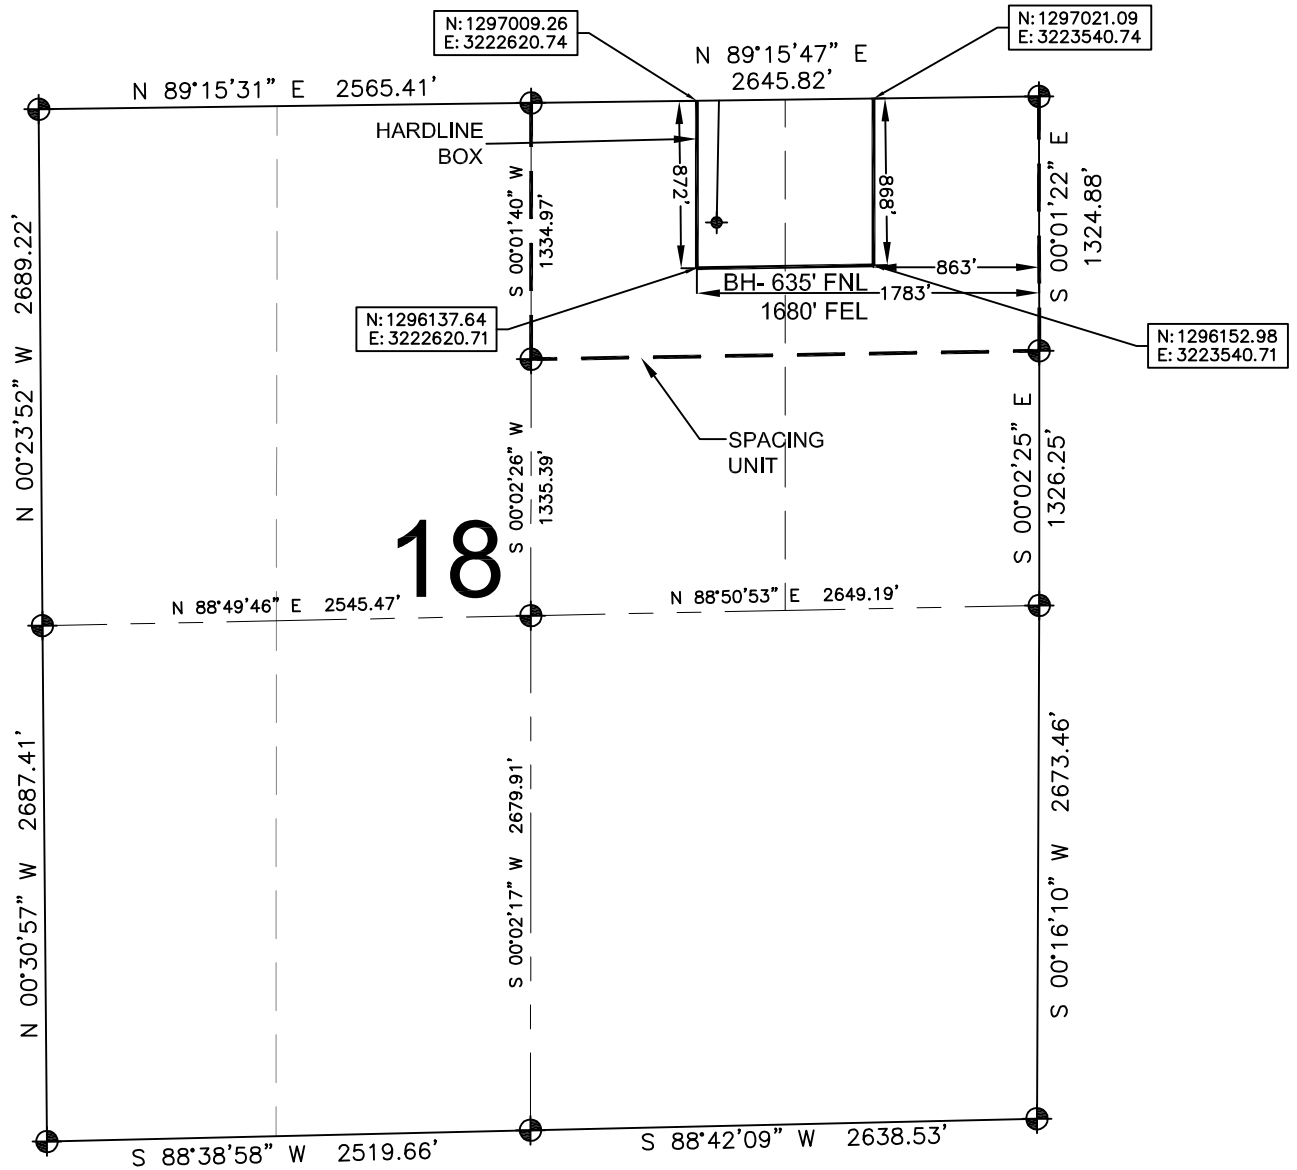 N: 1297009.26
E: 3222620.74
N: 1297021.09
E: 3223540.74
N 89°15'47" E
2645.82'
N 89°15'31" E 2565.41'
HARDLINE
BOX
872'
868'
S 00°01'40" W
1334.97'
S 00°01'22" E
1324.88'
N 00°23'52" W 2689.22'
863'
BH- 635' FNL
1783'
1680' FEL
N: 1296137.64
E: 3222620.71
N: 1296152.98
E: 3223540.71
SPACING
UNIT
S 00°02'26" W
1335.39'
S 00°02'25" E
1326.25'
18
N 88°49'46" E 2545.47'
N 88°50'53" E 2649.19'
N 00°30'57" W 2687.41'
S 00°02'17" W 2679.91'
S 00°16'10" W 2673.46'
S 88°38'58" W 2519.66'
S 88°42'09" W 2638.53'